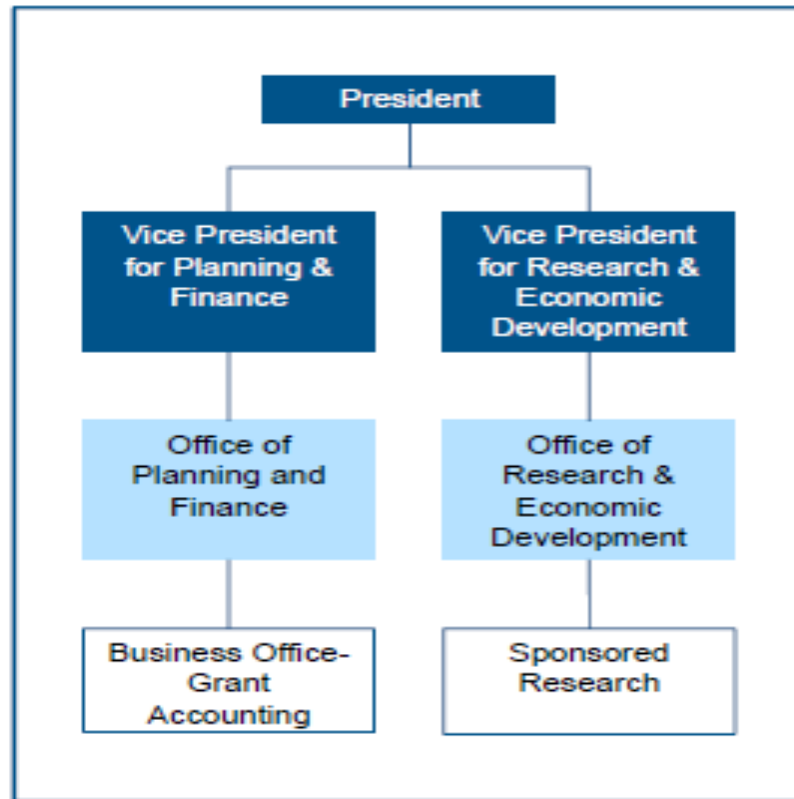 President
Vice President
for Planning &
Finance
Vice President
for Research &
Economic
Development
Office of
Planning and
Finance
Office of
Research &
Economic
Development
Business Office-
Grant
Accounting
Sponsored
Research